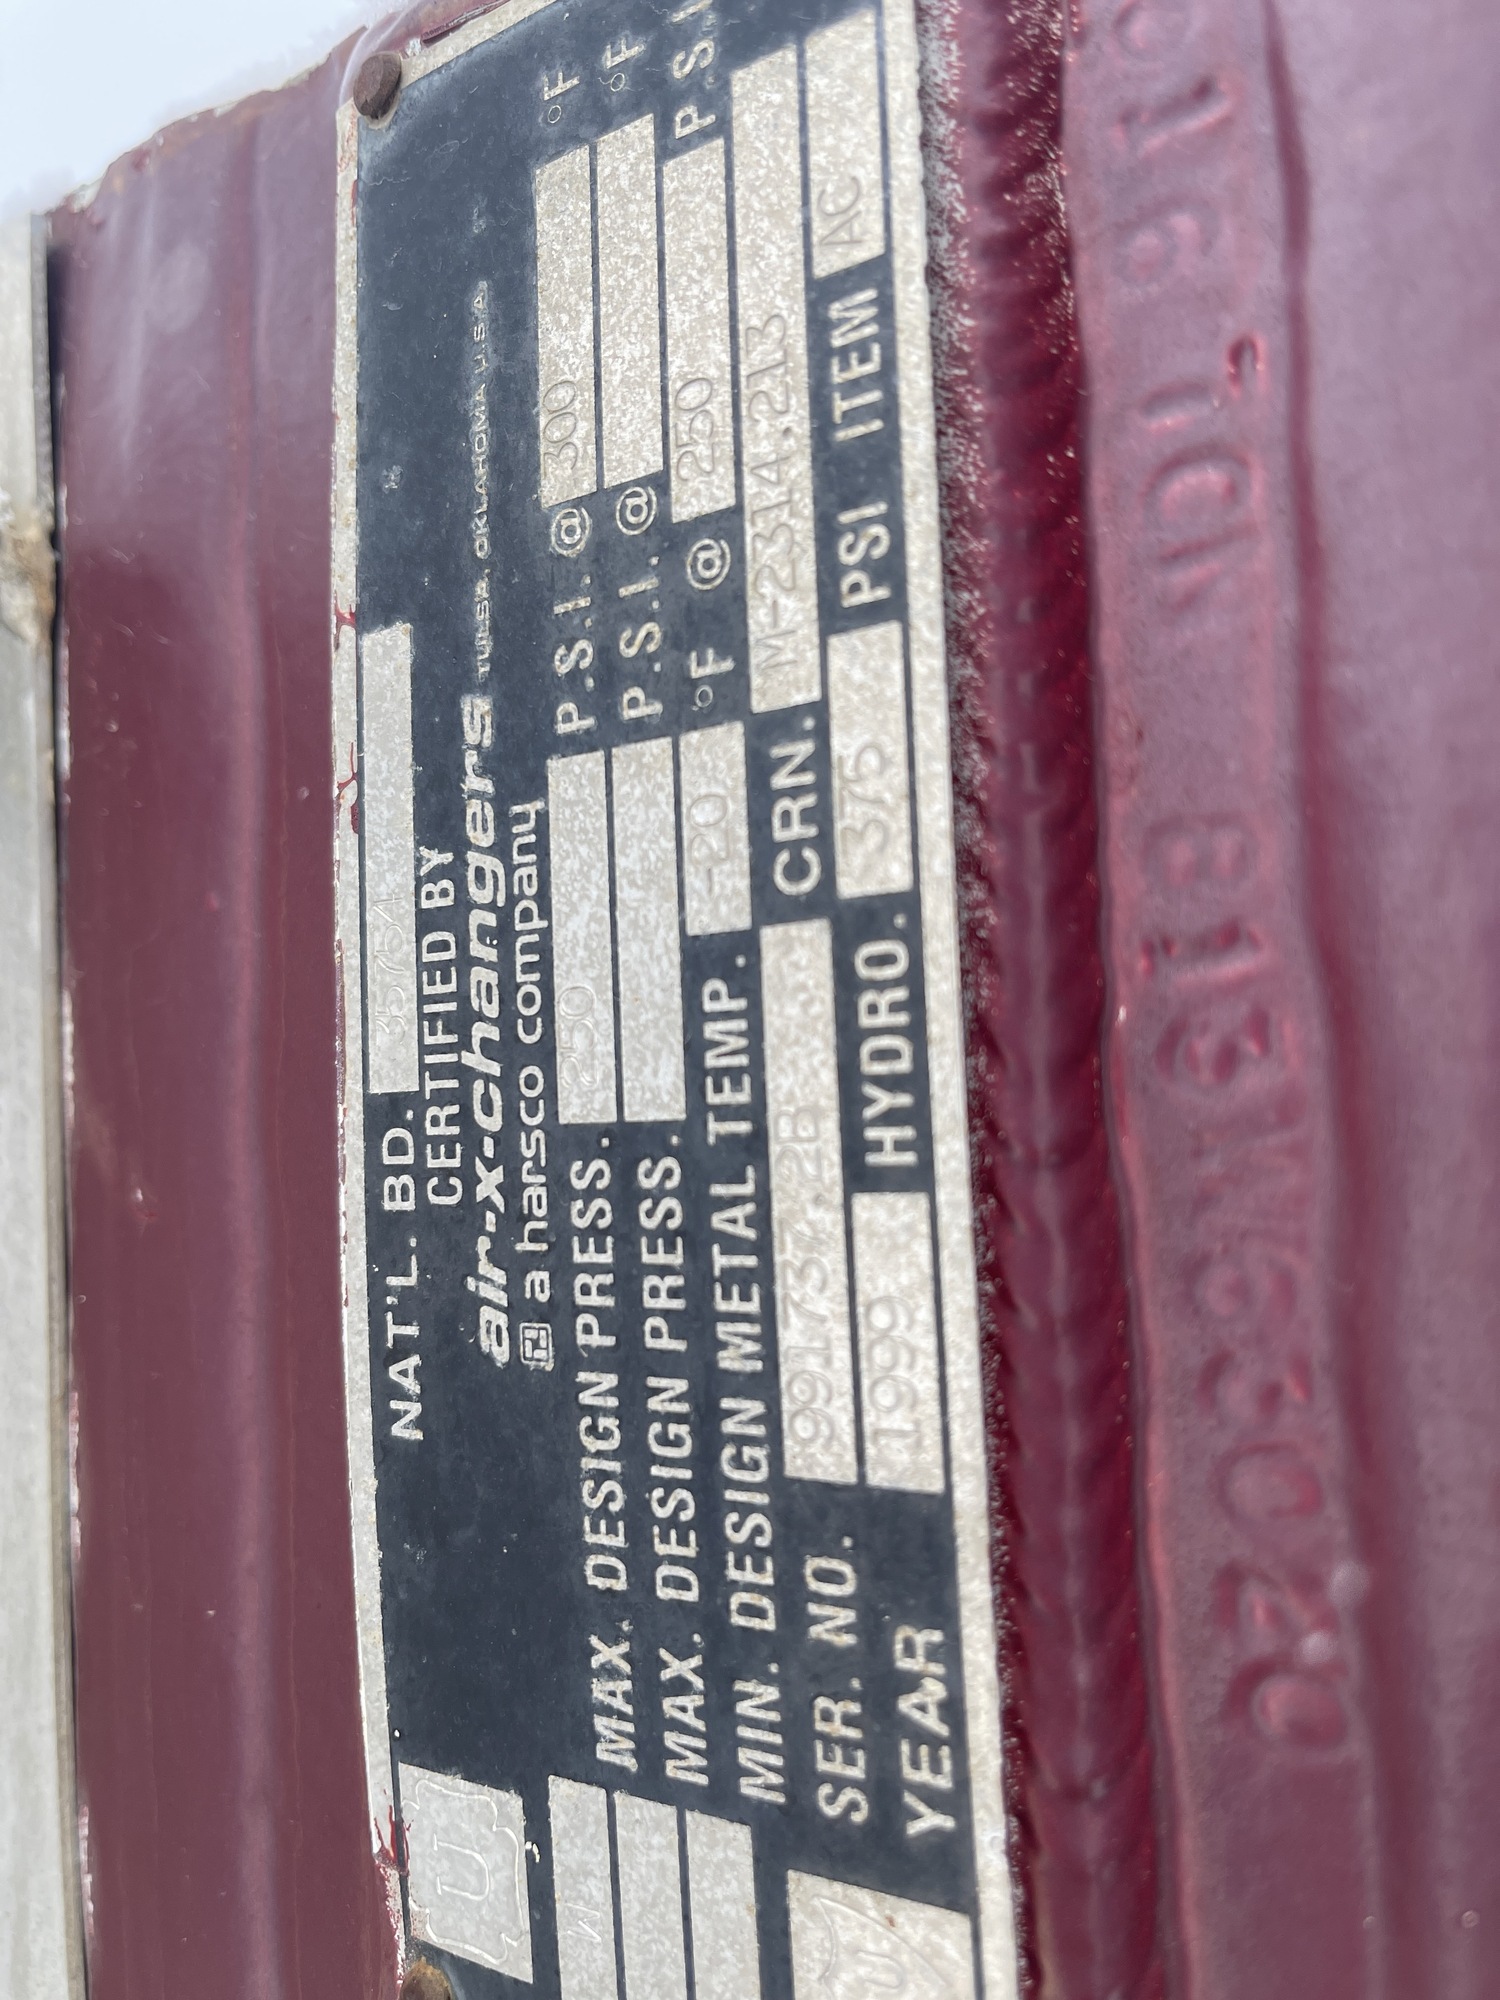 NAT'L. BD. 35754
CERTIFIED BY
air-x-changers TULSA, OKLAHOMA U.S.A.
a harsco company
U
W
MAX. DESIGN PRESS. 250 P.S.I. @ 300 °F
MAX. DESIGN PRESS. P.S.I. @ °F
MIN. DESIGN METAL TEMP. -20 °F @ 250 P.S.I.
SER. NO. CRN. M-2314.213
YEAR 1999 HYDRO. 375 PSI ITEM AC
U